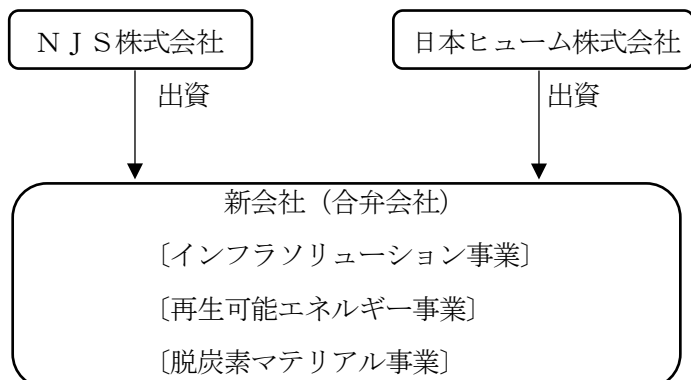 ＮＪＳ株式会社
日本ヒューム株式会社
出資
出資
新会社（合弁会社）
〔インフラソリューション事業〕
〔再生可能エネルギー事業〕
〔脱炭素マテリアル事業〕